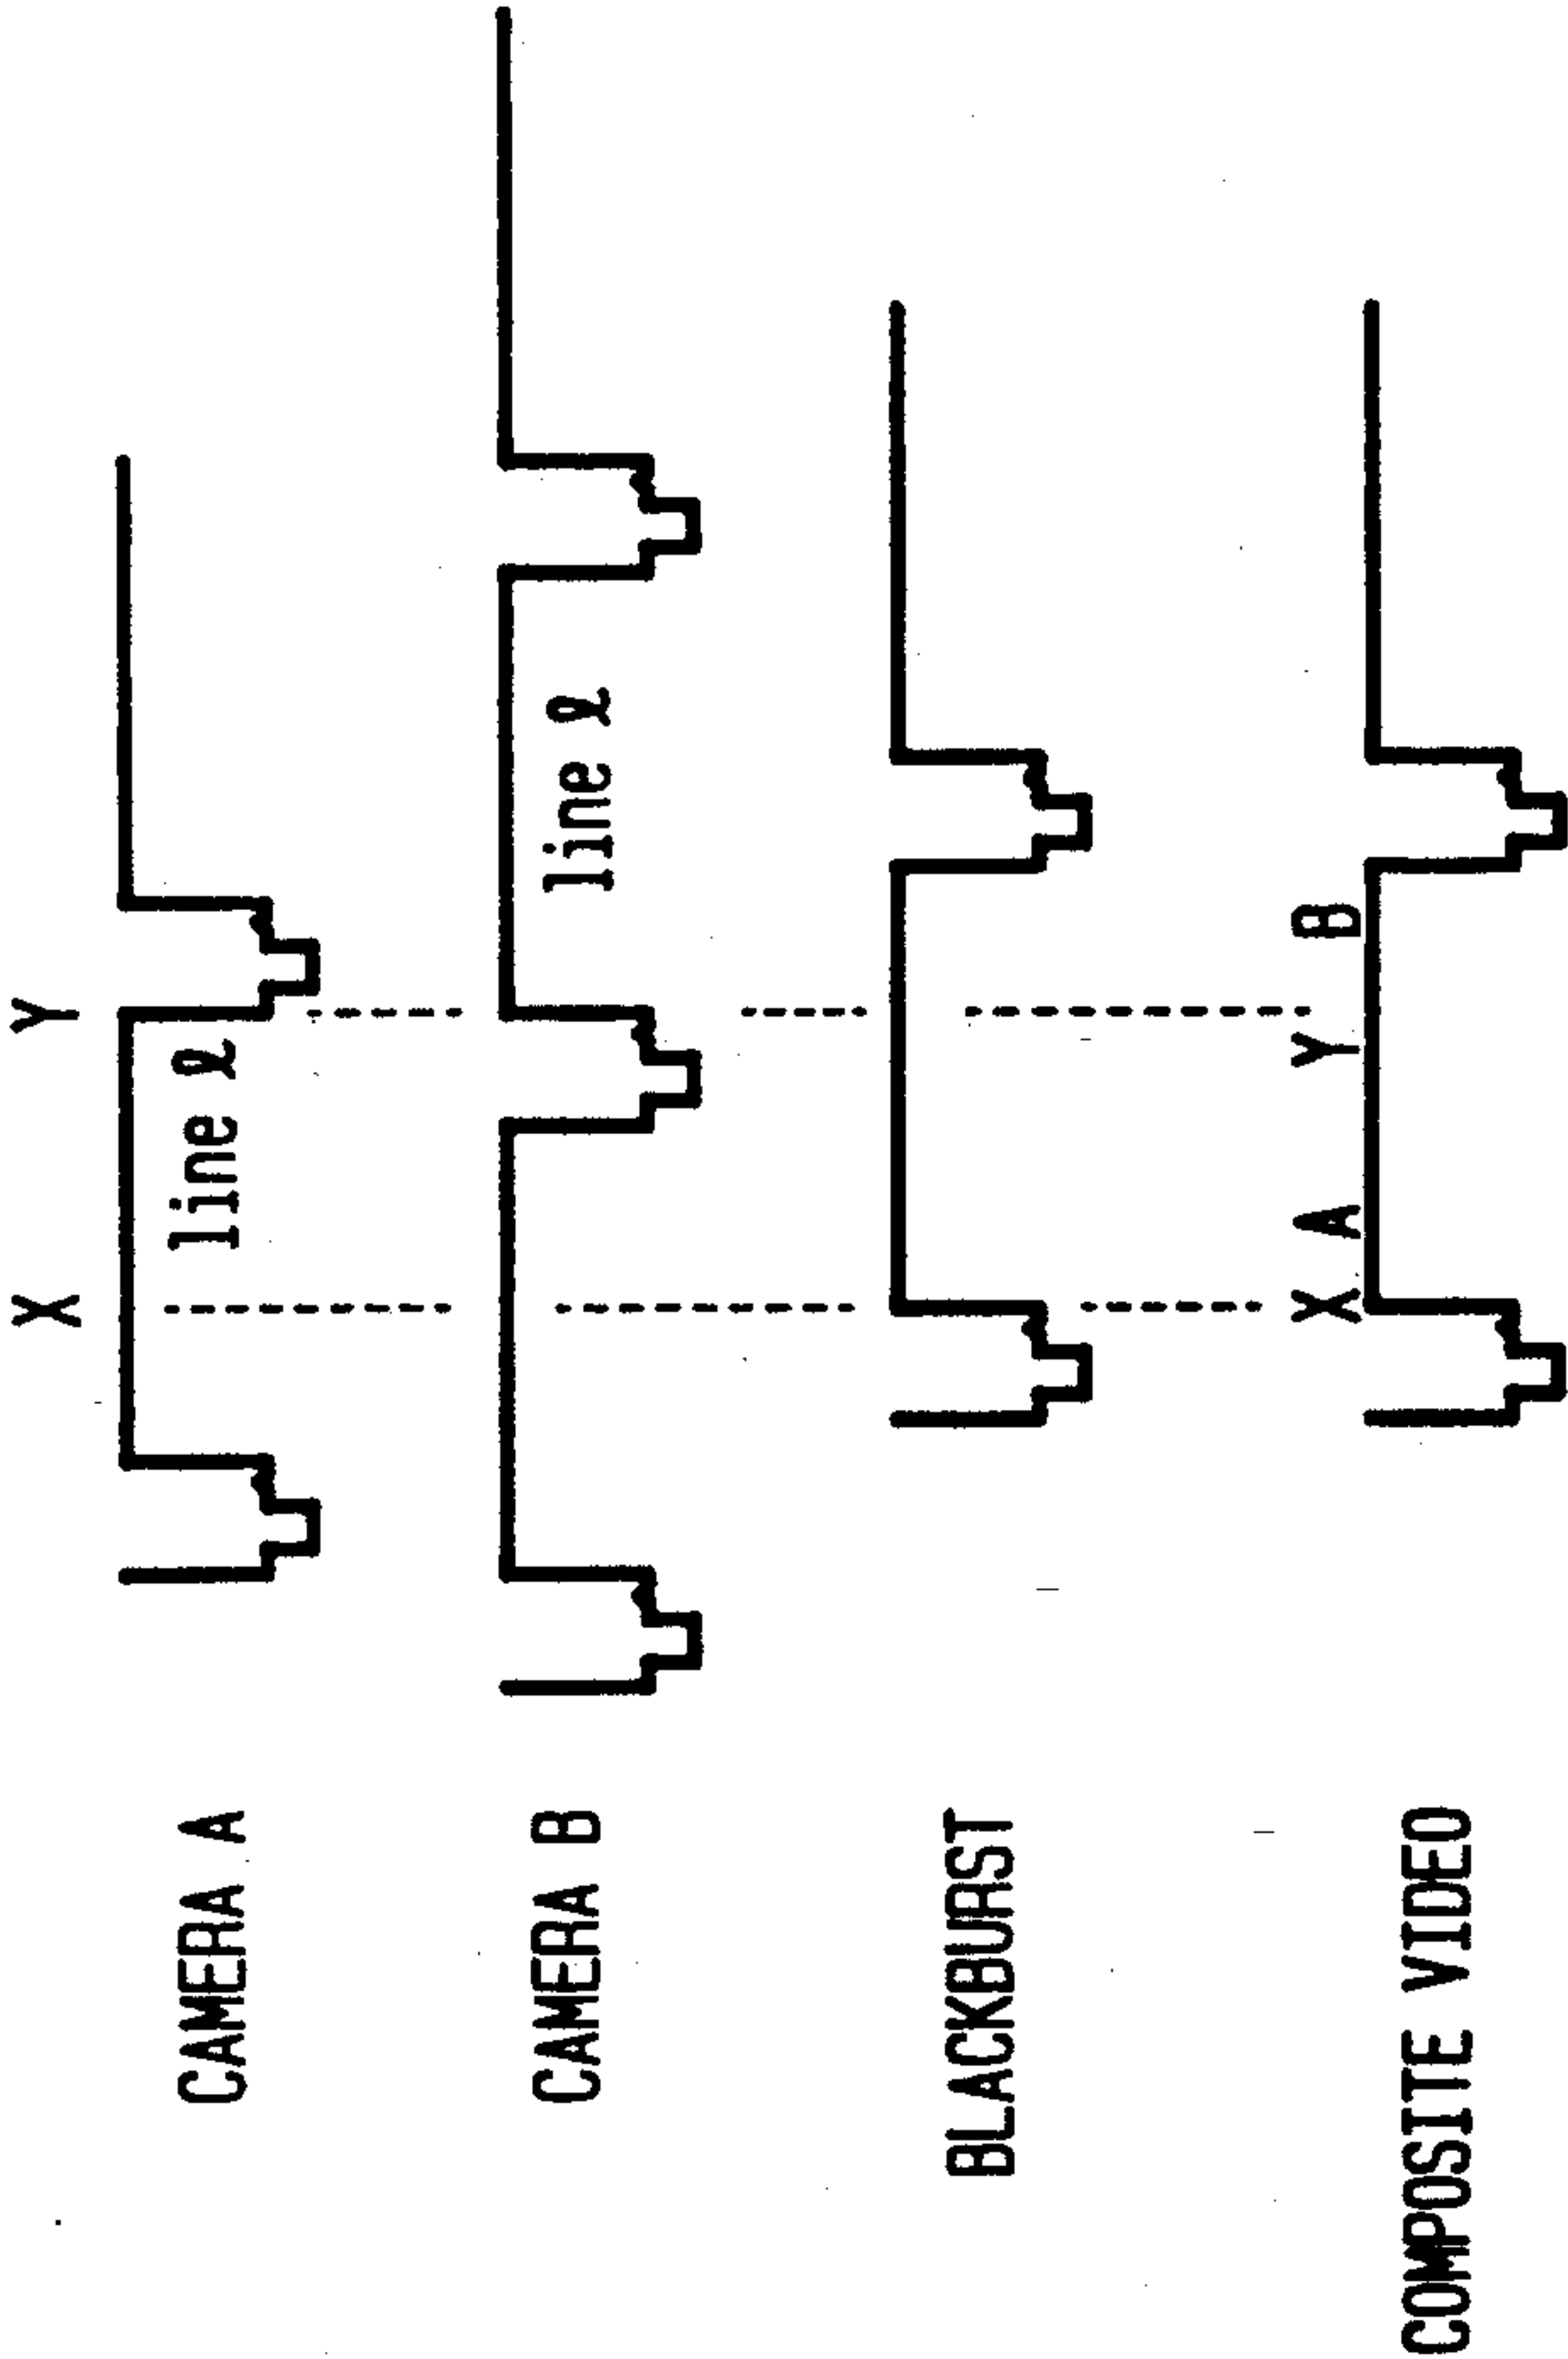 X Y
CAMERA A
line ℓ
CAMERA B
line ℓ
BLACKBURST
X A Y B
COMPOSITE VIDEO